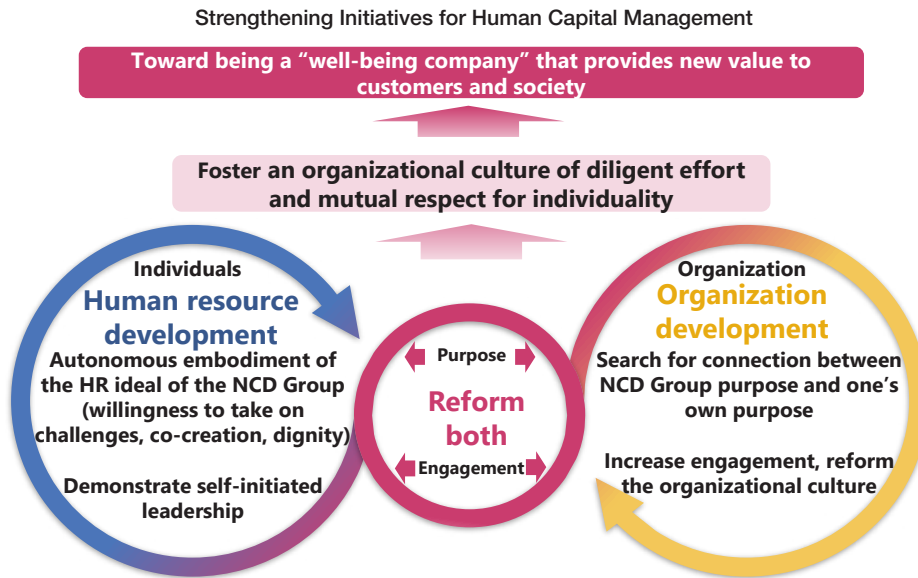 Strengthening Initiatives for Human Capital Management
Toward being a “well-being company” that provides new value to
customers and society
Foster an organizational culture of diligent effort
and mutual respect for individuality
Individuals
Human resource
development
Autonomous embodiment of
the HR ideal of the NCD Group
(willingness to take on
challenges, co-creation, dignity)
Demonstrate self-initiated
leadership
Purpose
Reform
both
Engagement
Organization
Organization
development
Search for connection between
NCD Group purpose and one’s
own purpose
Increase engagement, reform
the organizational culture